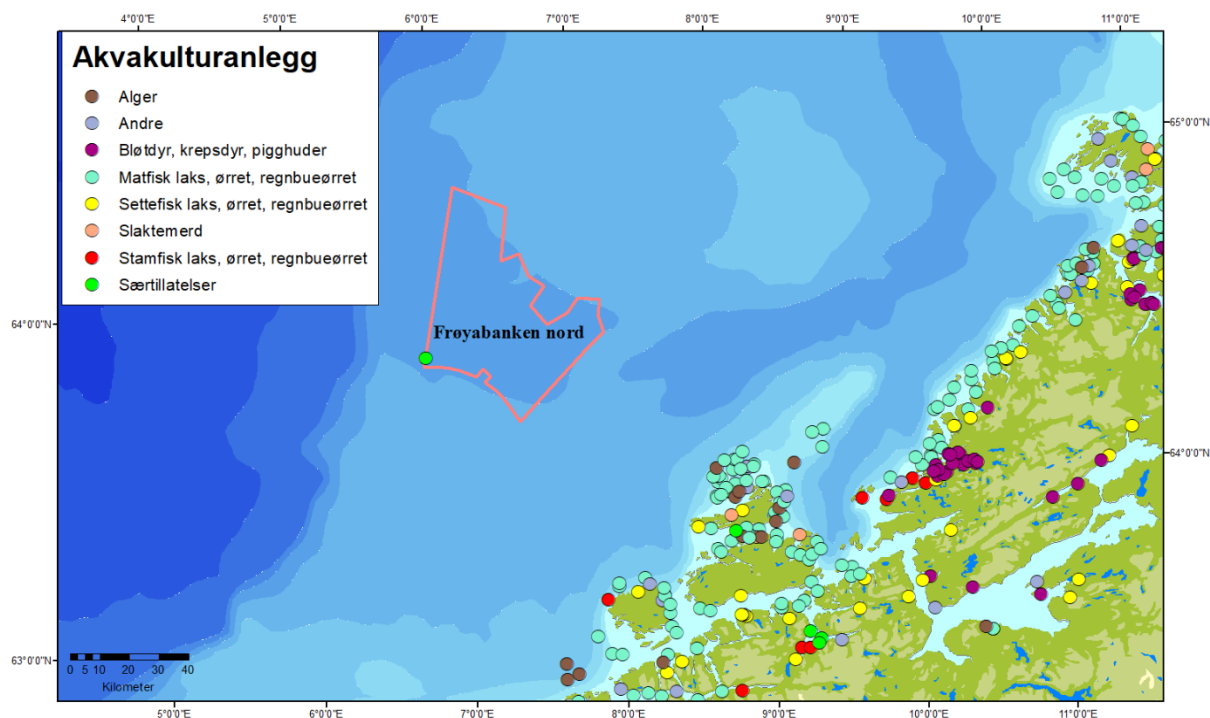 4°0'0"E 5°0'0"E 6°0'0"E 7°0'0"E 8°0'0"E 9°0'0"E 10°0'0"E 11°0'0"E
Akvakulturanlegg
Alger
Andre
Bløtdyr, krepsdyr, pigghuder
Matfisk laks, ørret, regnbueørret
Settefisk laks, ørret, regnbueørret
Slaktemerd
Stamfisk laks, ørret, regnbueørret
Særtillatelser
65°0'0"N
64°0'0"N
Frøyabanken nord
64°0'0"N
63°0'0"N
63°0'0"N
0 5 10 20 30 40
Kilometer
5°0'0"E 6°0'0"E 7°0'0"E 8°0'0"E 9°0'0"E 10°0'0"E 11°0'0"E